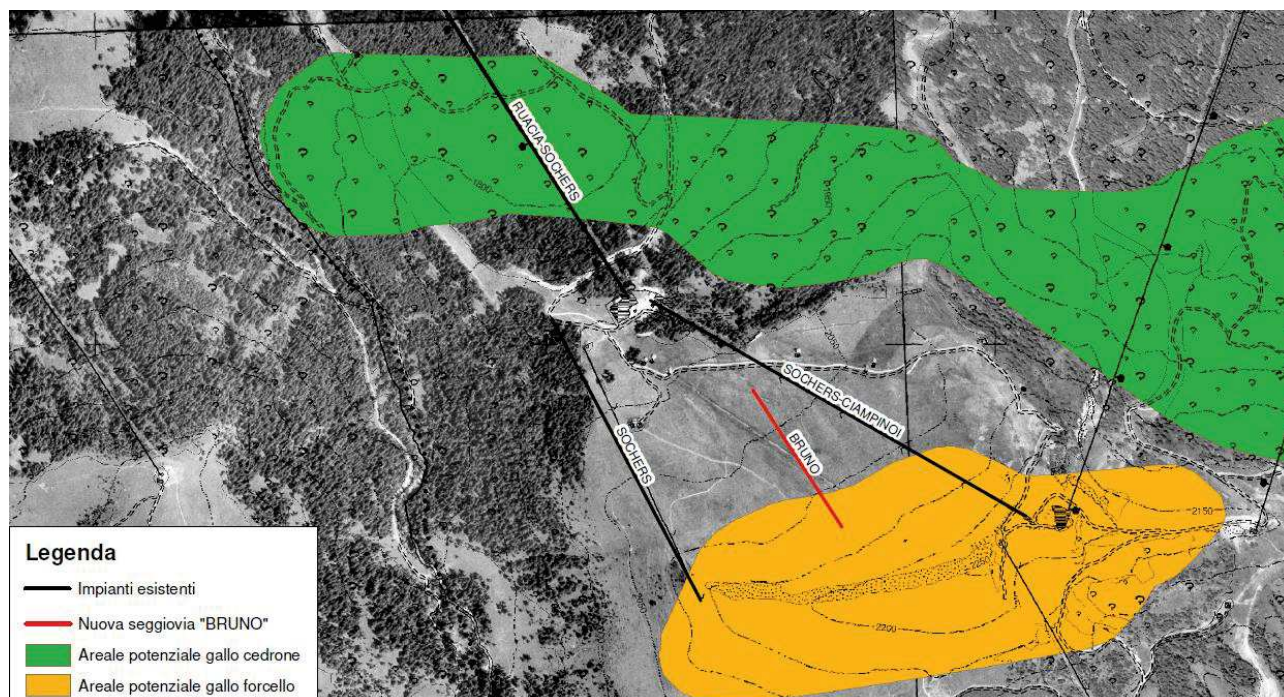 RUACIA-SOCHERS
1800
SOCHERS-CIAMPINOI
BRUNO
SOCHERS
2150
2200
Legenda
Impianti esistenti
Nuova seggiovia "BRUNO"
Areale potenziale gallo cedrone
Areale potenziale gallo forcello